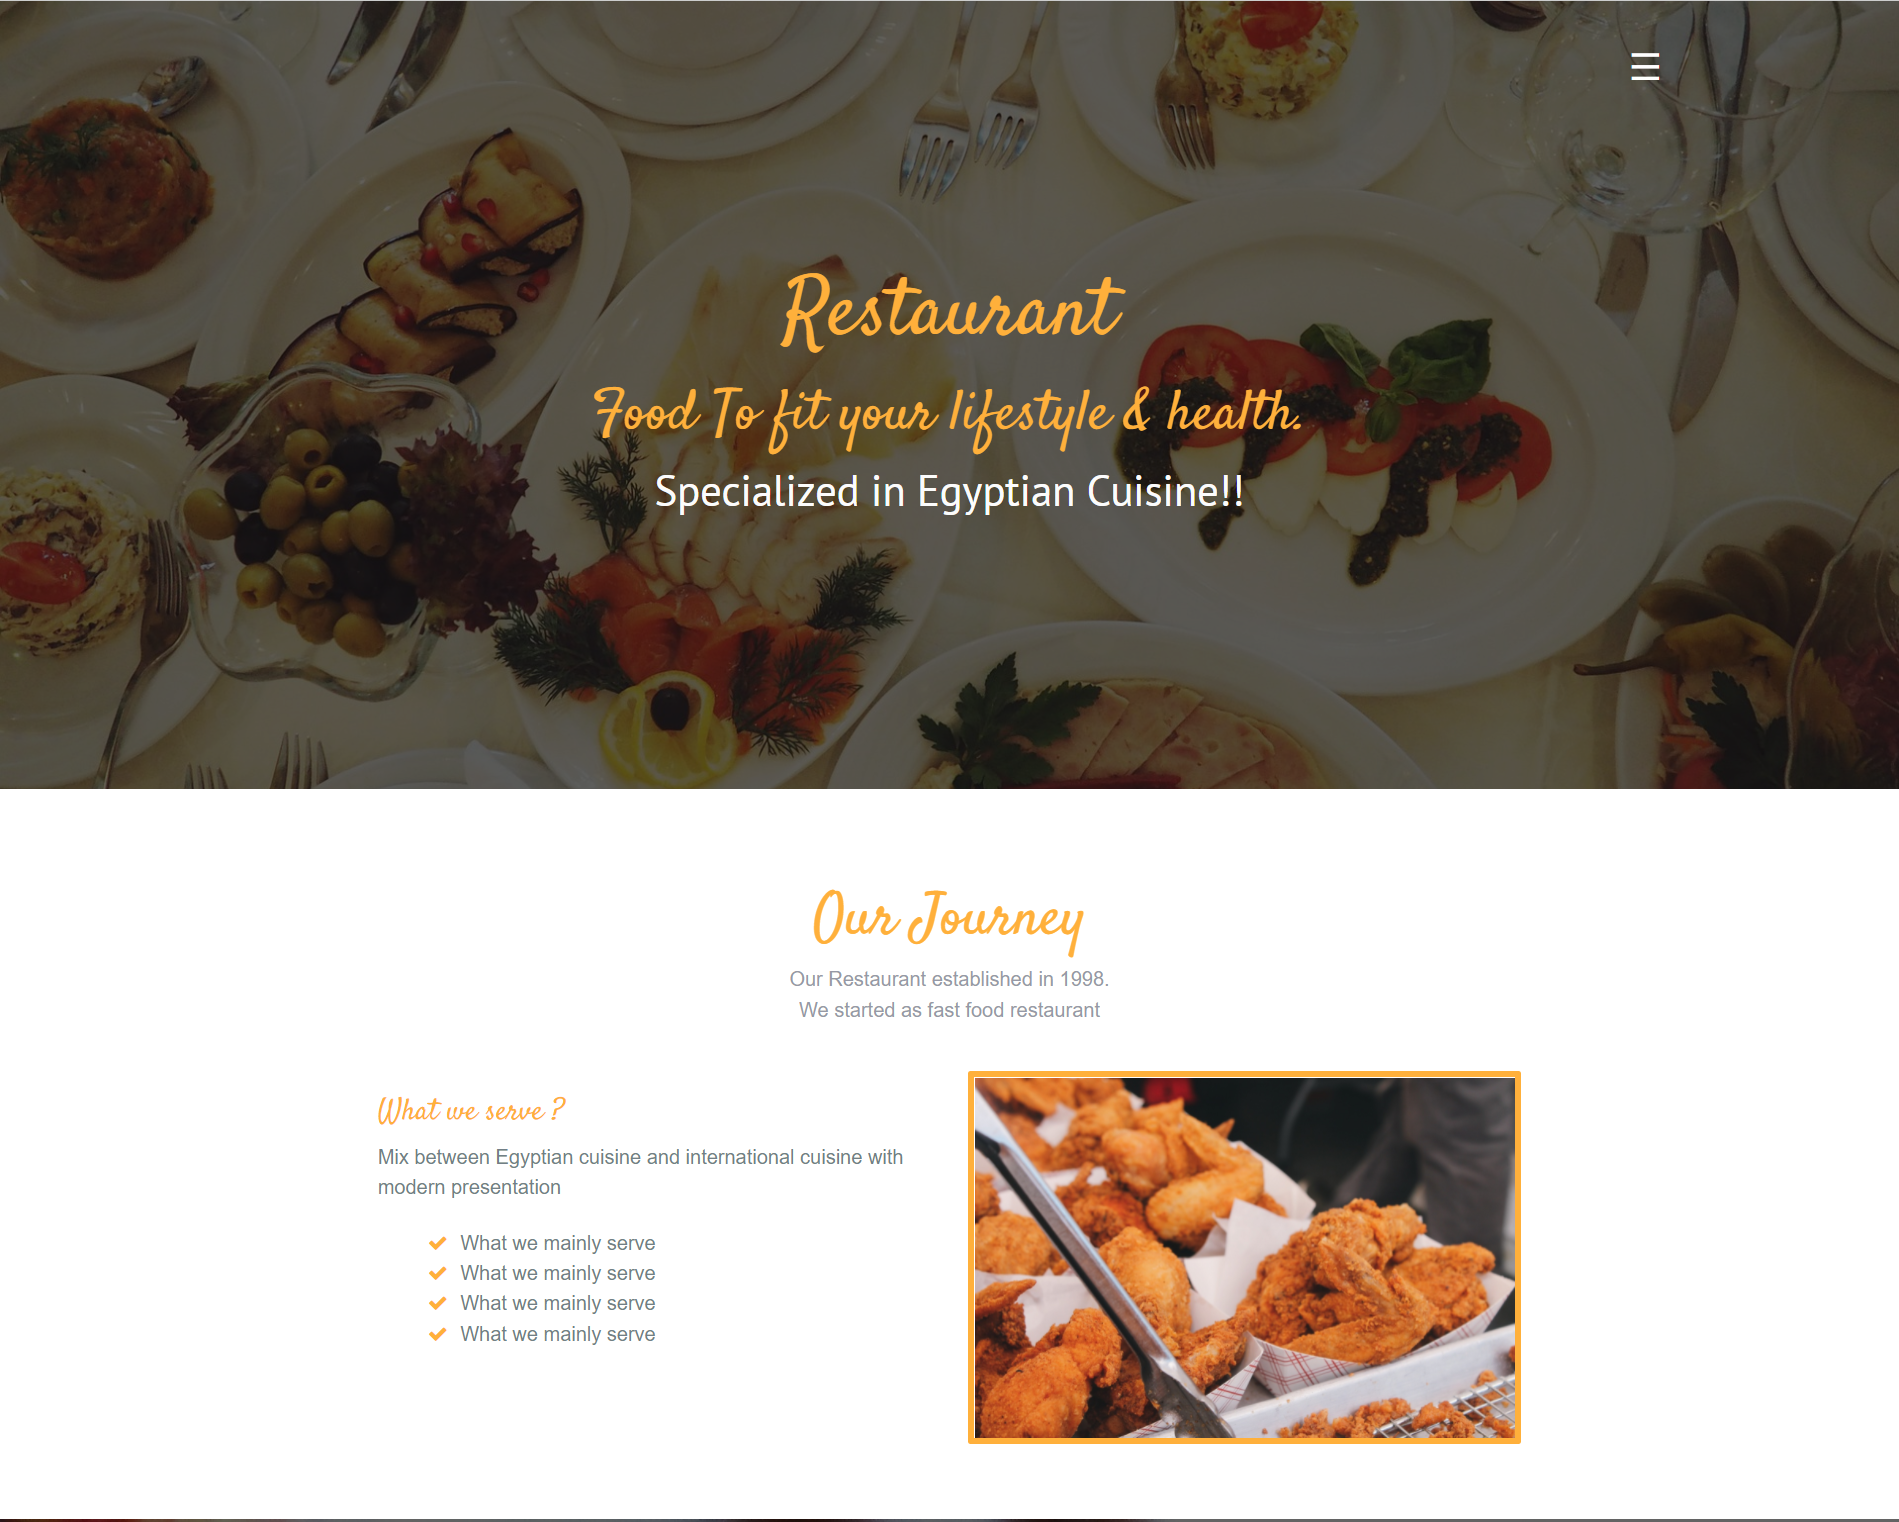 Restaurant
Food To fit your lifestyle & health.
Specialized in Egyptian Cuisine!!
Our Journey
Our Restaurant established in 1998.
We started as fast food restaurant
What we serve ?
Mix between Egyptian cuisine and international cuisine with
modern presentation
What we mainly serve
What we mainly serve
What we mainly serve
What we mainly serve